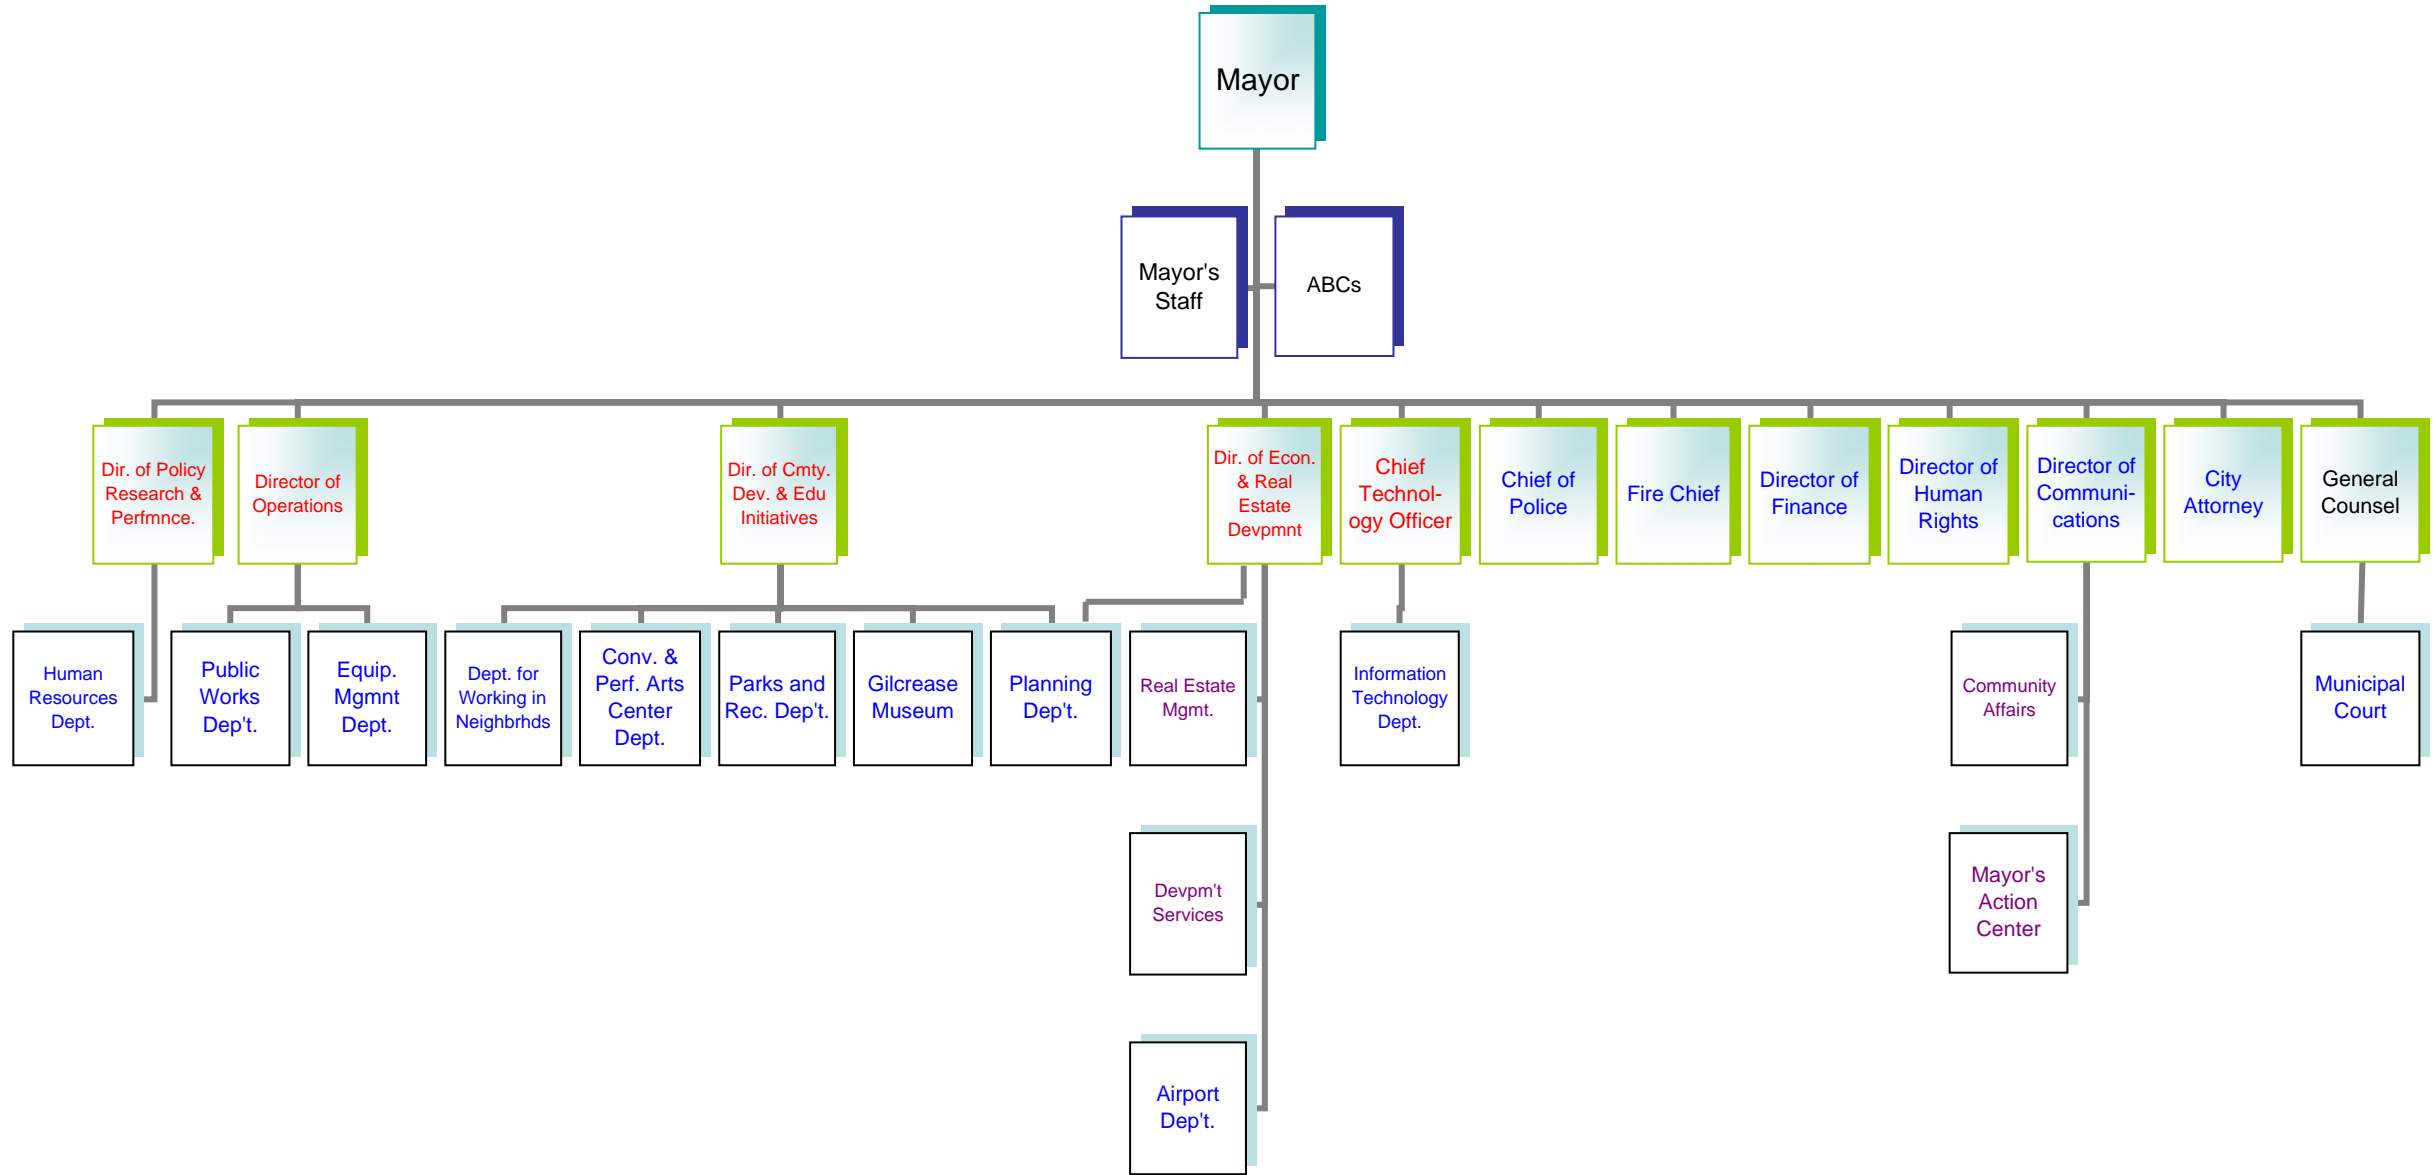 Mayor
Mayor's
Staff
ABCs
Dir. of Policy
Research &
Perfmnce.
Director of
Operations
Dir. of Cmty.
Dev. & Edu
Initiatives
Dir. of Econ.
& Real
Estate
Devpmnt
Chief
Technol-
ogy Officer
Chief of
Police
Fire Chief
Director of
Finance
Director of
Human
Rights
Director of
Communi-
cations
City
Attorney
General
Counsel
Human
Resources
Dept.
Public
Works
Dep't.
Equip.
Mgmnt
Dept.
Dept. for
Working in
Neighbrhds
Conv. &
Perf. Arts
Center
Dept.
Parks and
Rec. Dep't.
Gilcrease
Museum
Planning
Dep't.
Real Estate
Mgmt.
Information
Technology
Dept.
Community
Affairs
Municipal
Court
Devpm't
Services
Mayor's
Action
Center
Airport
Dep't.